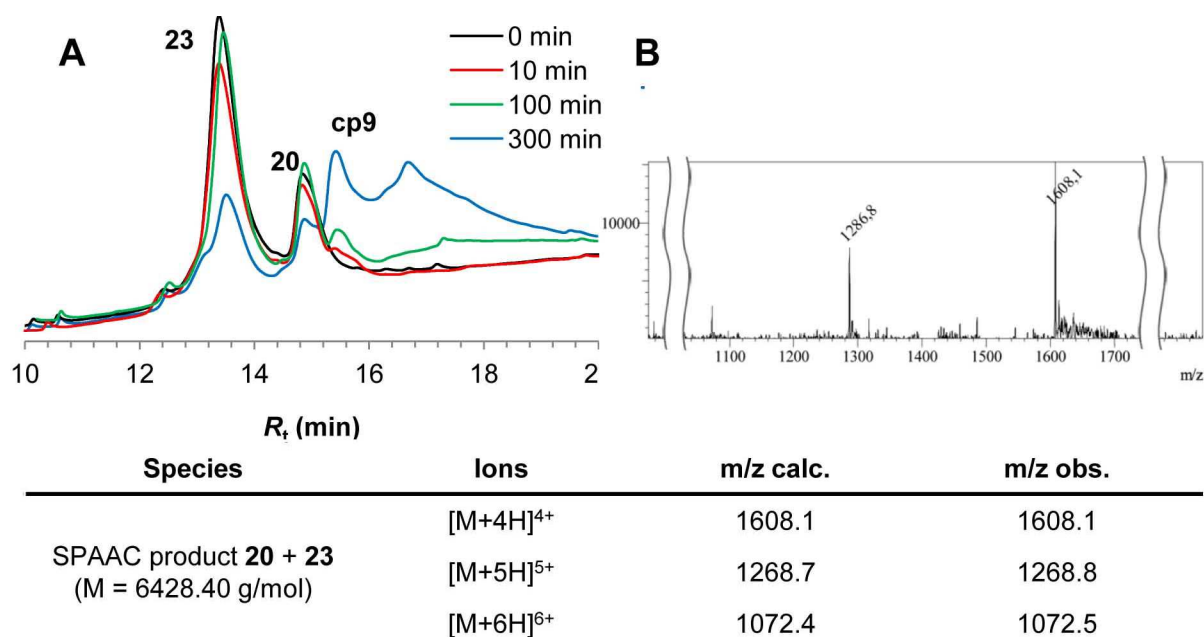 A
23
20
cp9
0 min
10 min
100 min
300 min
10 12 14 16 18 2
Rt (min)
B
10000
1286,8
1608,1
1100 1200 1300 1400 1500 1600 1700
m/z
Species Ions m/z calc. m/z obs.
[M+4H]4+ 1608.1 1608.1
SPAAC product 20 + 23
(M = 6428.40 g/mol)
[M+5H]5+ 1268.7 1268.8
[M+6H]6+ 1072.4 1072.5